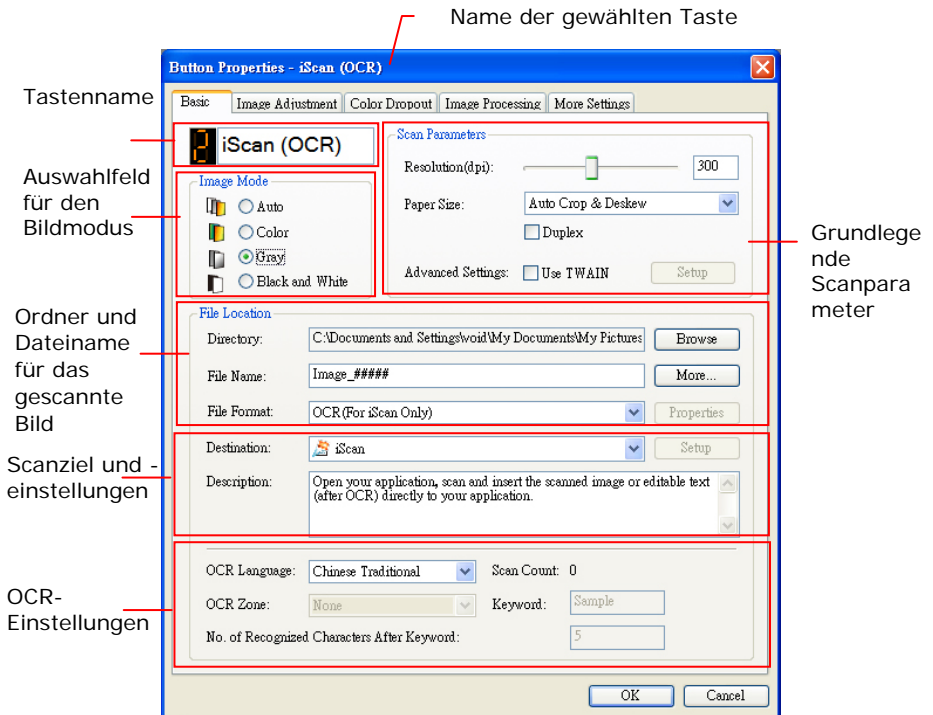 Name der gewählten Taste
Button Properties - iScan (OCR)
Tastenname
Basic Image Adjustment Color Dropout Image Processing More Settings
2 iScan (OCR)
Auswahlfeld
für den
Bildmodus
Image Mode
Auto
Color
Gray
Black and White
Scan Parameters
Resolution(dpi): 300
Paper Size: Auto Crop & Deskew
Duplex
Advanced Settings: Use TWAIN Setup
Grundlege
nde
Scanpara
meter
Ordner und
Dateiname
für das
gescannte
Bild
File Location
Directory: C:\Documents and Settings\woid\My Documents\My Pictures Browse
File Name: Image_##### More...
File Format: OCR(For iScan Only) Properties
Scanziel und -
einstellungen
Destination: iScan Setup
Description: Open your application, scan and insert the scanned image or editable text
(after OCR) directly to your application.
OCR-
Einstellungen
OCR Language: Chinese Traditional Scan Count: 0
OCR Zone: None Keyword: Sample
No. of Recognized Characters After Keyword: 5
OK Cancel